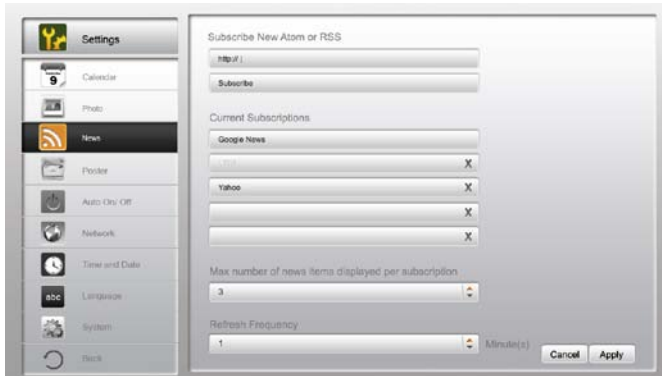 Settings
9
Calendar
Photo
News
Poster
Auto On/ Off
Network
Time and Date
abc
Language
System
Back
Subscribe New Atom or RSS
http:// |
Subscribe
Current Subscriptions
Google News
X
Yahoo X
X
X
Max number of news items displayed per subscription
3
Refresh Frequency
1 Minute(s)
Cancel Apply